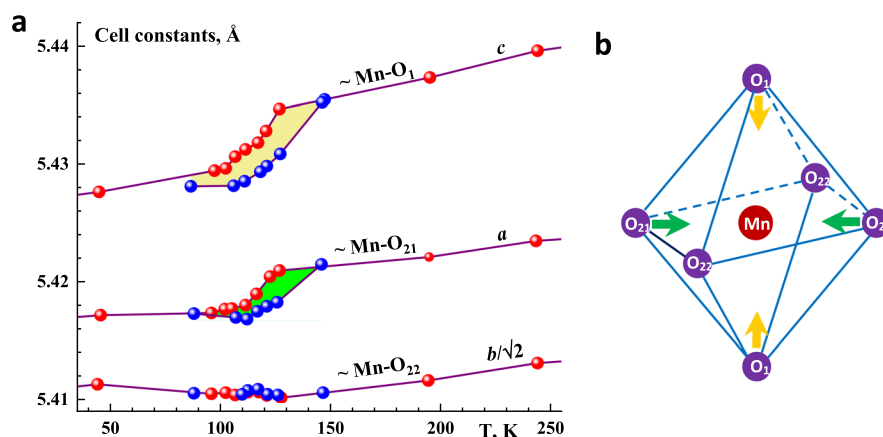 a
b
Cell constants, Å
5.44
c
~ Mn-O₁
5.43
a
~ Mn-O₂₁
5.42
b/√2
~ Mn-O₂₂
5.41
50
100
150
200
250
T, K
O₁
O₂₂
O₂₁
Mn
O₂
O₂₂
O₁